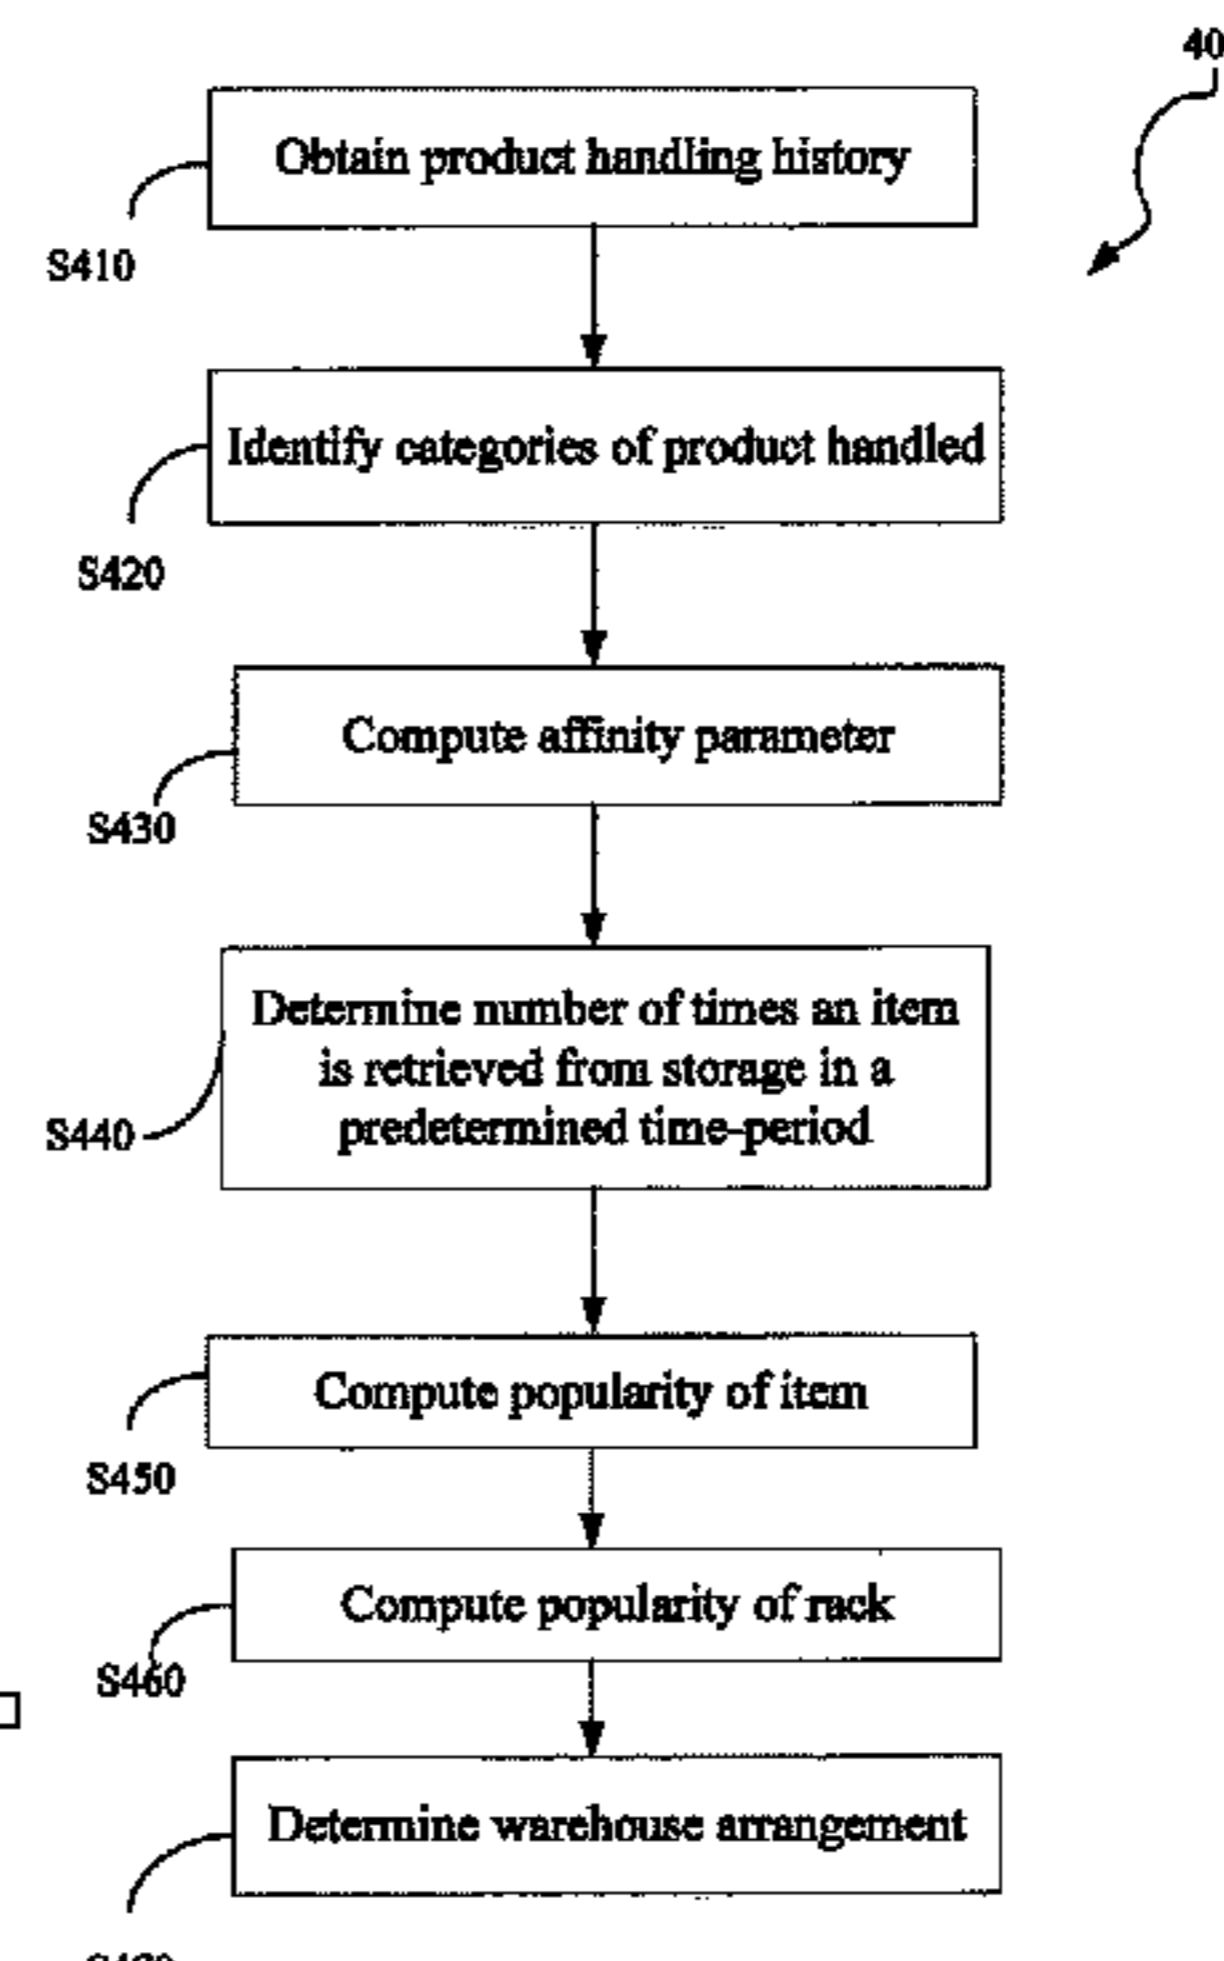 40
Obtain product handling history
S410
Identify categories of product handled
S420
Compute affinity parameter
S430
Determine number of times an item
is retrieved from storage in a
predetermined time-period
S440
Compute popularity of item
S450
Compute popularity of rack
S460
Determine warehouse arrangement